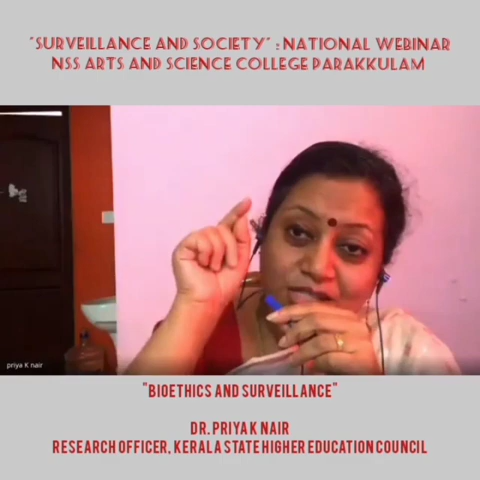 "SURVEILLANCE AND SOCIETY" : NATIONAL WEBINAR
NSS ARTS AND SCIENCE COLLEGE PARAKKULAM
priya K nair
"BIOETHICS AND SURVEILLANCE"
DR. PRIYA K NAIR
RESEARCH OFFICER, KERALA STATE HIGHER EDUCATION COUNCIL